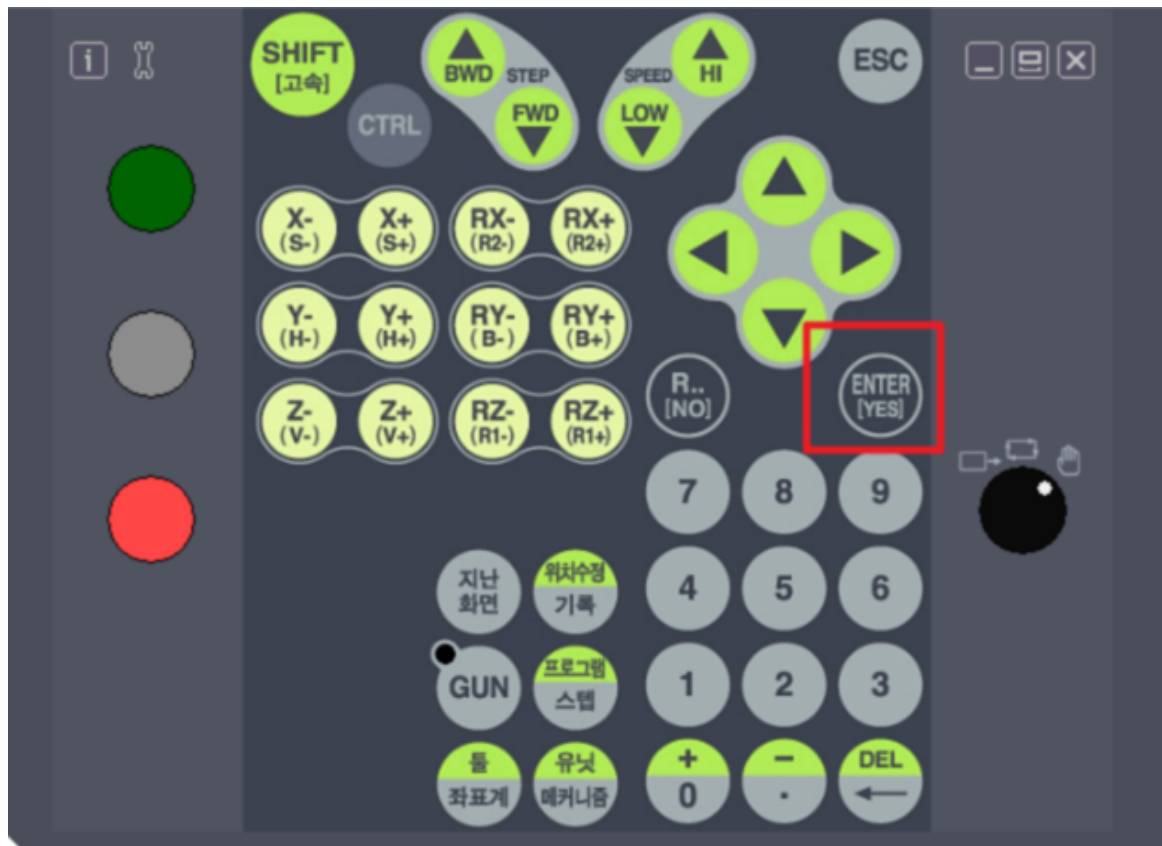 i
SHIFT
[고속]
BWD
STEP
FWD
SPEED
HI
LOW
ESC
CTRL
X-
(S-)
X+
(S+)
RX-
(R2-)
RX+
(R2+)
Y-
(H-)
Y+
(H+)
RY-
(B-)
RY+
(B+)
Z-
(V-)
Z+
(V+)
RZ-
(R1-)
RZ+
(R1+)
R..
[NO]
ENTER
[YES]
7
8
9
지난
화면
위치수정
기록
4
5
6
GUN
프로그램
스텝
1
2
3
툴
좌표계
유닛
메커니즘
+
0
-
.
DEL